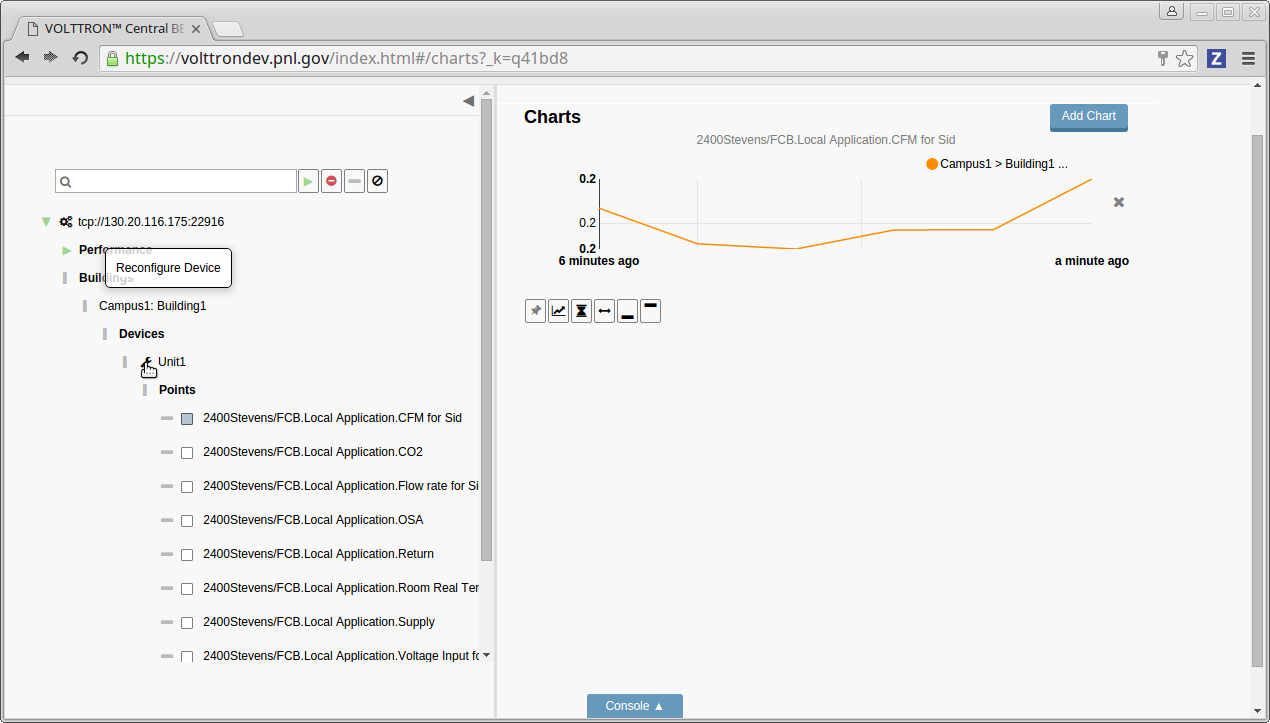 VOLTTRON™ Central BE
https://volttrondev.pnl.gov/index.html#/charts?_k=q41bd8
Z
tcp://130.20.116.175:22916
Performance
Reconfigure Device
Buildings
Campus1: Building1
Devices
Unit1
Points
2400Stevens/FCB.Local Application.CFM for Sid
2400Stevens/FCB.Local Application.CO2
2400Stevens/FCB.Local Application.Flow rate for Si
2400Stevens/FCB.Local Application.OSA
2400Stevens/FCB.Local Application.Return
2400Stevens/FCB.Local Application.Room Real Ter
2400Stevens/FCB.Local Application.Supply
2400Stevens/FCB.Local Application.Voltage Input fo
Charts
Add Chart
2400Stevens/FCB.Local Application.CFM for Sid
Campus1 > Building1 ...
0.2
0.2
0.2
6 minutes ago
a minute ago
Console ▲